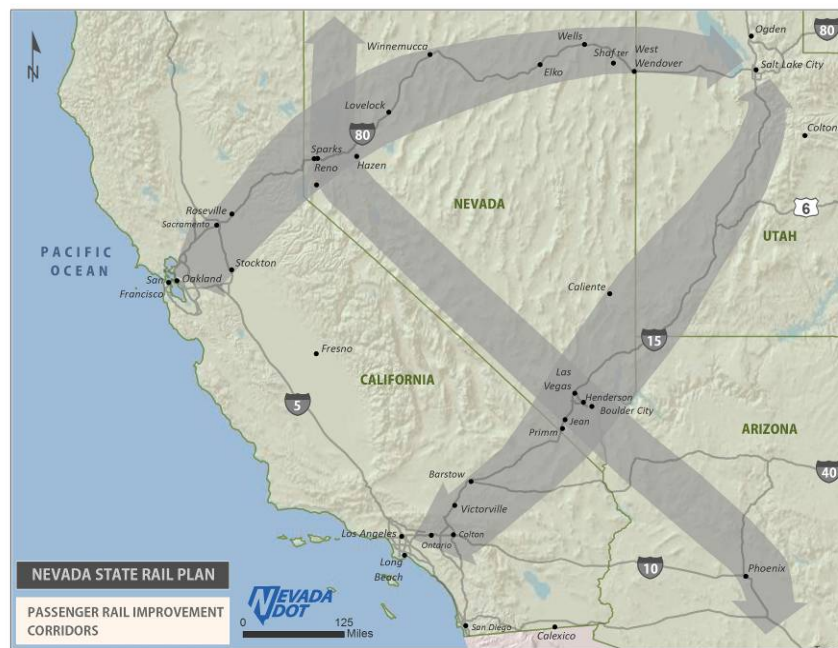 Ogden
80
Wells
Winnemucca
Shafter
West
Wendover
Salt Lake City
Elko
N
Lovelock
80
Colton
Sparks
Reno
Hazen
NEVADA
6
Roseville
Sacramento
UTAH
PACIFIC
OCEAN
Stockton
San
Francisco
Oakland
Caliente
15
Fresno
Las
Vegas
CALIFORNIA
Henderson
Boulder City
5
Jean
ARIZONA
Primm
Barstow
40
Victorville
Los Angeles
Ontario
Colton
Long
Beach
10
Phoenix
NEVADA STATE RAIL PLAN
PASSENGER RAIL IMPROVEMENT
CORRIDORS
NEVADA
DOT
0
125
Miles
San Diego
Calexico